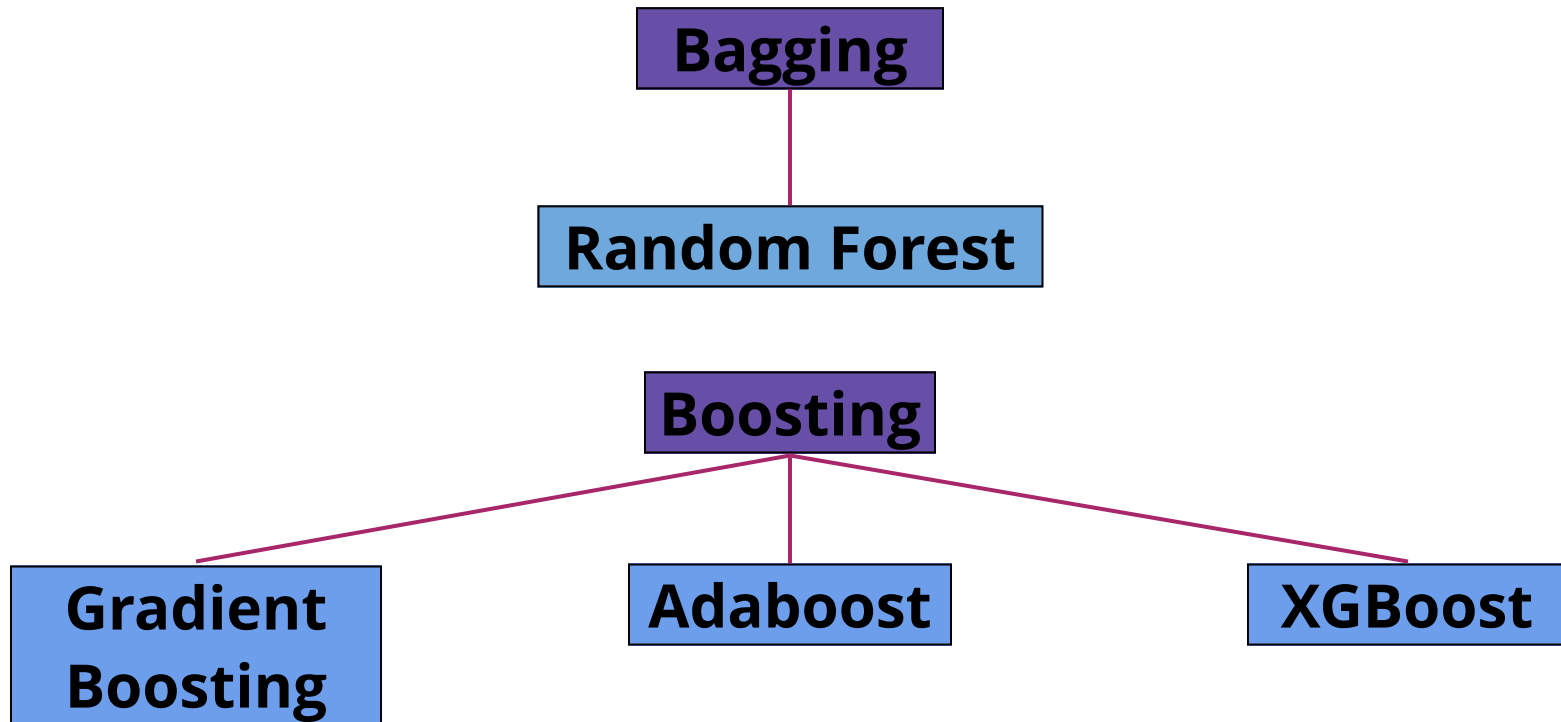 Bagging
Random Forest
Boosting
Gradient
Boosting
Adaboost
XGBoost